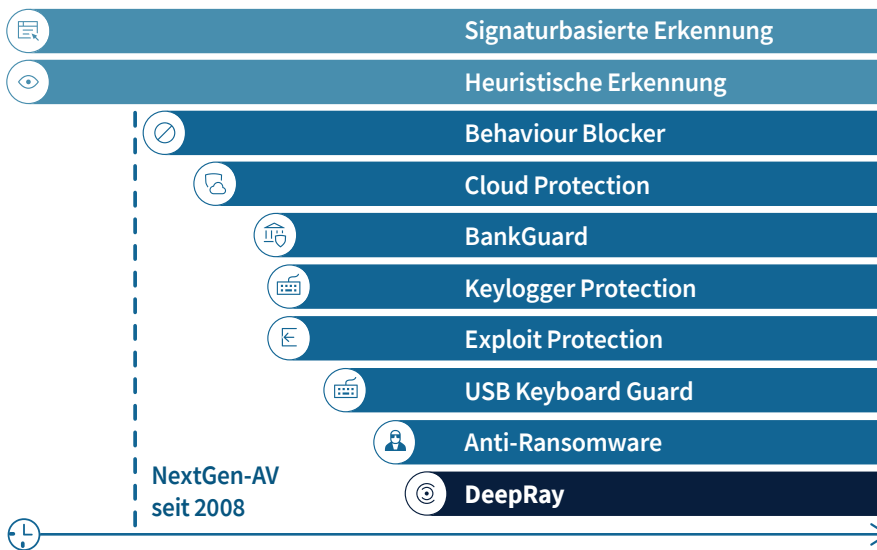 Signaturbasierte Erkennung
Heuristische Erkennung
Behaviour Blocker
Cloud Protection
BankGuard
Keylogger Protection
Exploit Protection
USB Keyboard Guard
Anti-Ransomware
DeepRay
NextGen-AV
seit 2008